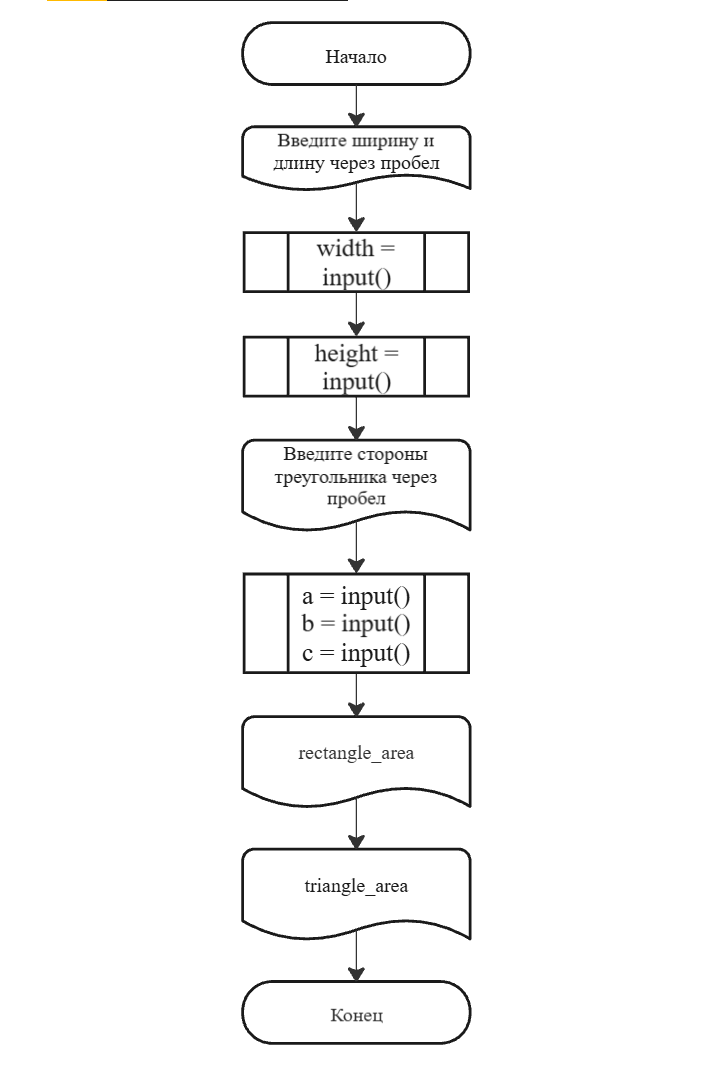 Начало
Введите ширину и
длину через пробел
width =
input()
height =
input()
Введите стороны
треугольника через
пробел
a = input()
b = input()
c = input()
rectangle_area
triangle_area
Конец